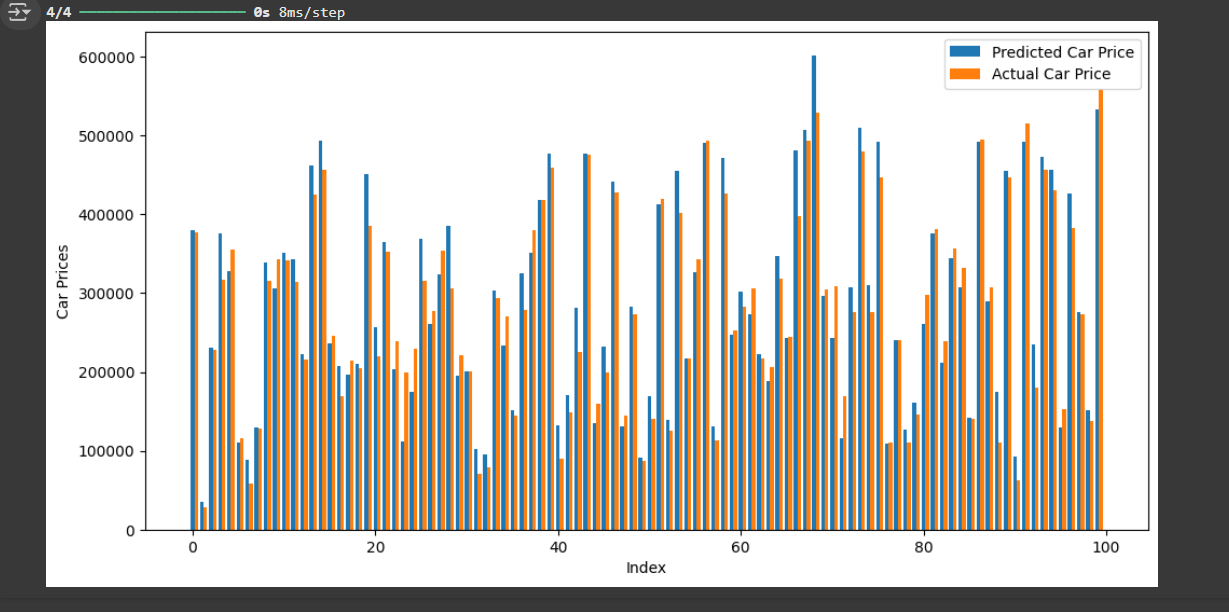 4/4 ━━━━━━━━━━━━━━━━━━━━ 0s 8ms/step
Predicted Car Price
Actual Car Price
600000
500000
400000
300000
200000
100000
0
Car Prices
0 20 40 60 80 100
Index